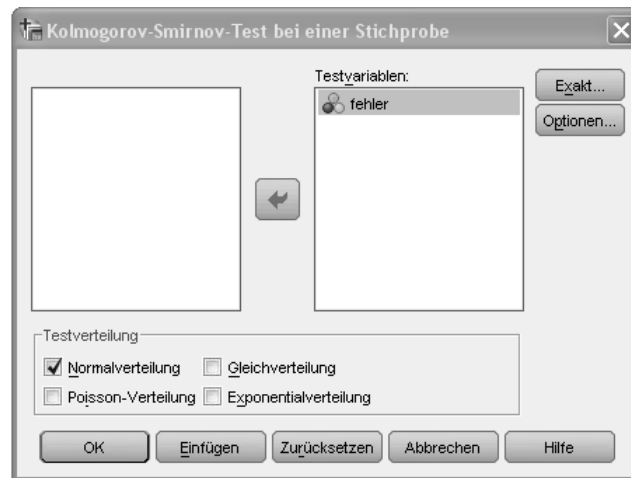 Kolmogorov-Smirnov-Test bei einer Stichprobe
Testvariablen:
fehler
Exakt...
Optionen...
Testverteilung
Normalverteilung
Gleichverteilung
Poisson-Verteilung
Exponentialverteilung
OK
Einfügen
Zurücksetzen
Abbrechen
Hilfe